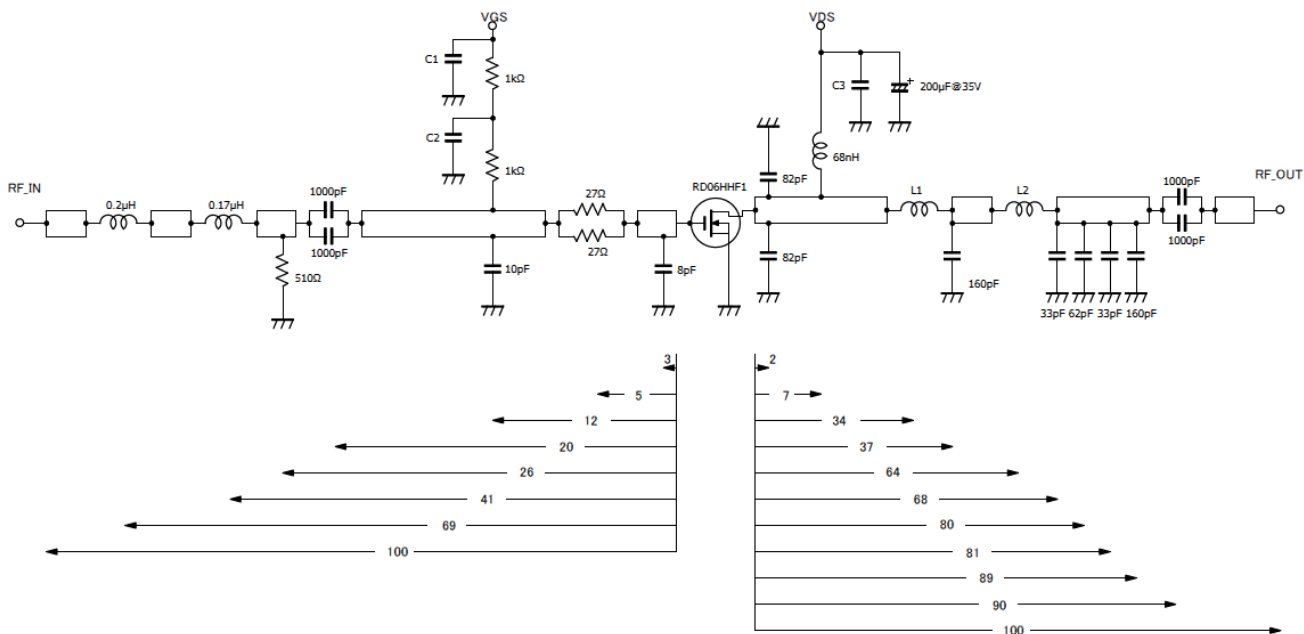 VGS
VDS
C1
1kΩ
C3
200μF@35V
C2
1kΩ
68nH
RF_IN
0.2μH
0.17μH
1000pF
1000pF
510Ω
27Ω
27Ω
10pF
8pF
RD06HHF1
82pF
82pF
L1
L2
160pF
1000pF
1000pF
RF_OUT
33pF 62pF 33pF 160pF
3
2
5
7
12
34
20
37
26
64
41
68
69
80
100
81
89
90
100